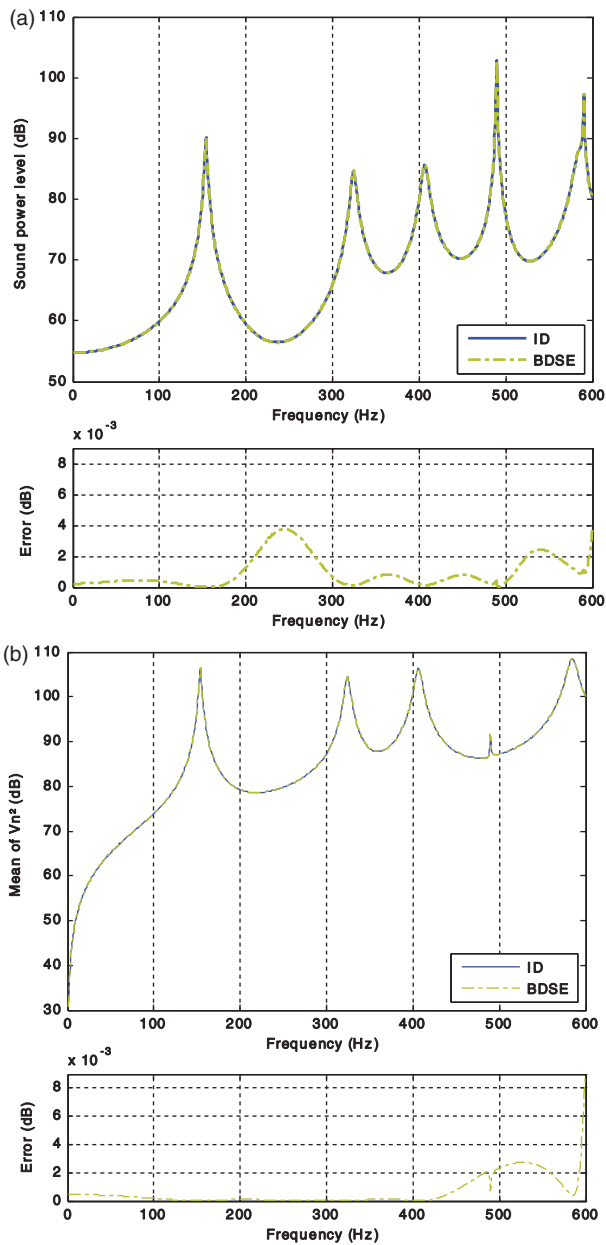 (a)
110
100
90
80
70
60
50
Sound power level (dB)
ID
BDSE
0 100 200 300 400 500 600
Frequency (Hz)
x 10⁻³
8
6
4
2
0
Error (dB)
0 100 200 300 400 500 600
Frequency (Hz)
(b)
110
100
90
80
70
60
50
40
30
Mean of Vn² (dB)
ID
BDSE
0 100 200 300 400 500 600
Frequency (Hz)
x 10⁻³
8
6
4
2
0
Error (dB)
0 100 200 300 400 500 600
Frequency (Hz)